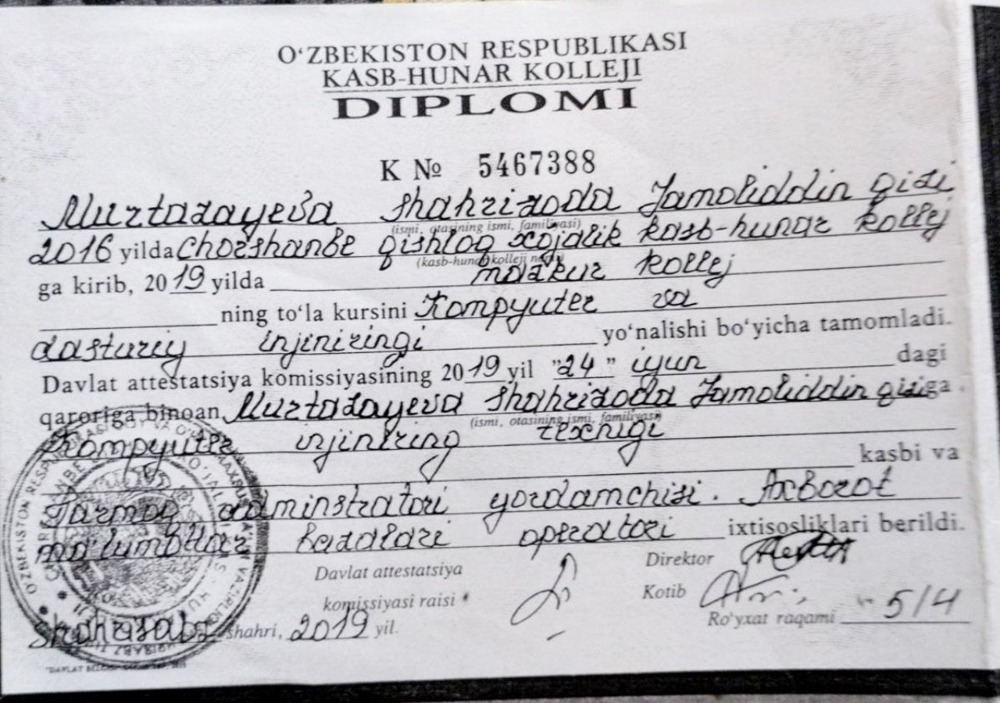 O‘ZBEKISTON RESPUBLIKASI
KASB-HUNAR KOLLEJI
DIPLOMI
K № 5467388
Murtazayeva Shahrizoda Jamoliddin qizi
(ismi, otasining ismi, familiyasi)
2016 yilda Chorshanbe qishloq xojalik kasb-hunar kollej
(kasb-hunar kolleji nomi)
ga kirib, 2019 yilda mazkur kollej
ning to‘la kursini Kompyuter va
dasturiy injiniringi yo‘nalishi bo‘yicha tamomladi.
Davlat attestatsiya komissiyasining 2019 yil "24" iyun dagi
qaroriga binoan Murtazayeva Shahrizoda Jamoliddin qiziga
(ismi, otasining ismi, familiyasi)
Kompyuter injiniring texnigi
kasbi va
Tarmoq adminstratori yordamchisi. Axborot
ma'lumotlar bazalari operatori ixtisosliklari berildi.
Davlat attestatsiya
komissiyasi raisi
Direktor
Kotib
Ro‘yxat raqami 5/4
Shahrisabz shahri, 2019 yil.